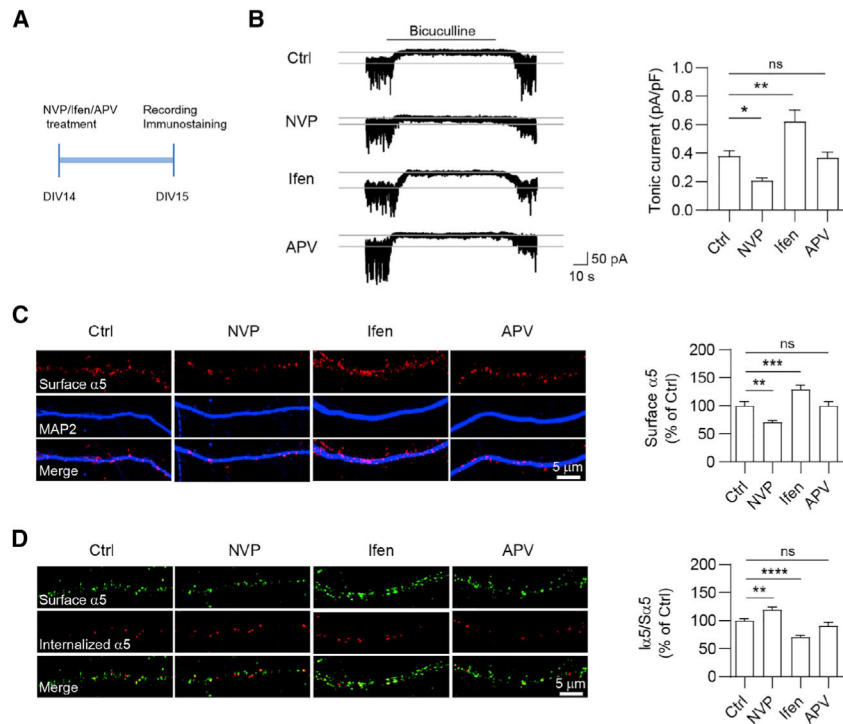 A
NVP/Ifen/APV
treatment
Recording
Immunostaining
DIV14
DIV15
B
Bicuculline
Ctrl
NVP
Ifen
APV
50 pA
10 s
Tonic current (pA/pF)
1.0
0.8
0.6
0.4
0.2
0.0
ns
**
*
Ctrl
NVP
Ifen
APV
C
Ctrl
NVP
Ifen
APV
Surface α5
MAP2
Merge
5 μm
Surface α5
(% of Ctrl)
200
150
100
50
0
ns
***
**
Ctrl
NVP
Ifen
APV
D
Ctrl
NVP
Ifen
APV
Surface α5
Internalized α5
Merge
5 μm
Iα5/Sα5
(% of Ctrl)
200
150
100
50
0
ns
****
**
Ctrl
NVP
Ifen
APV